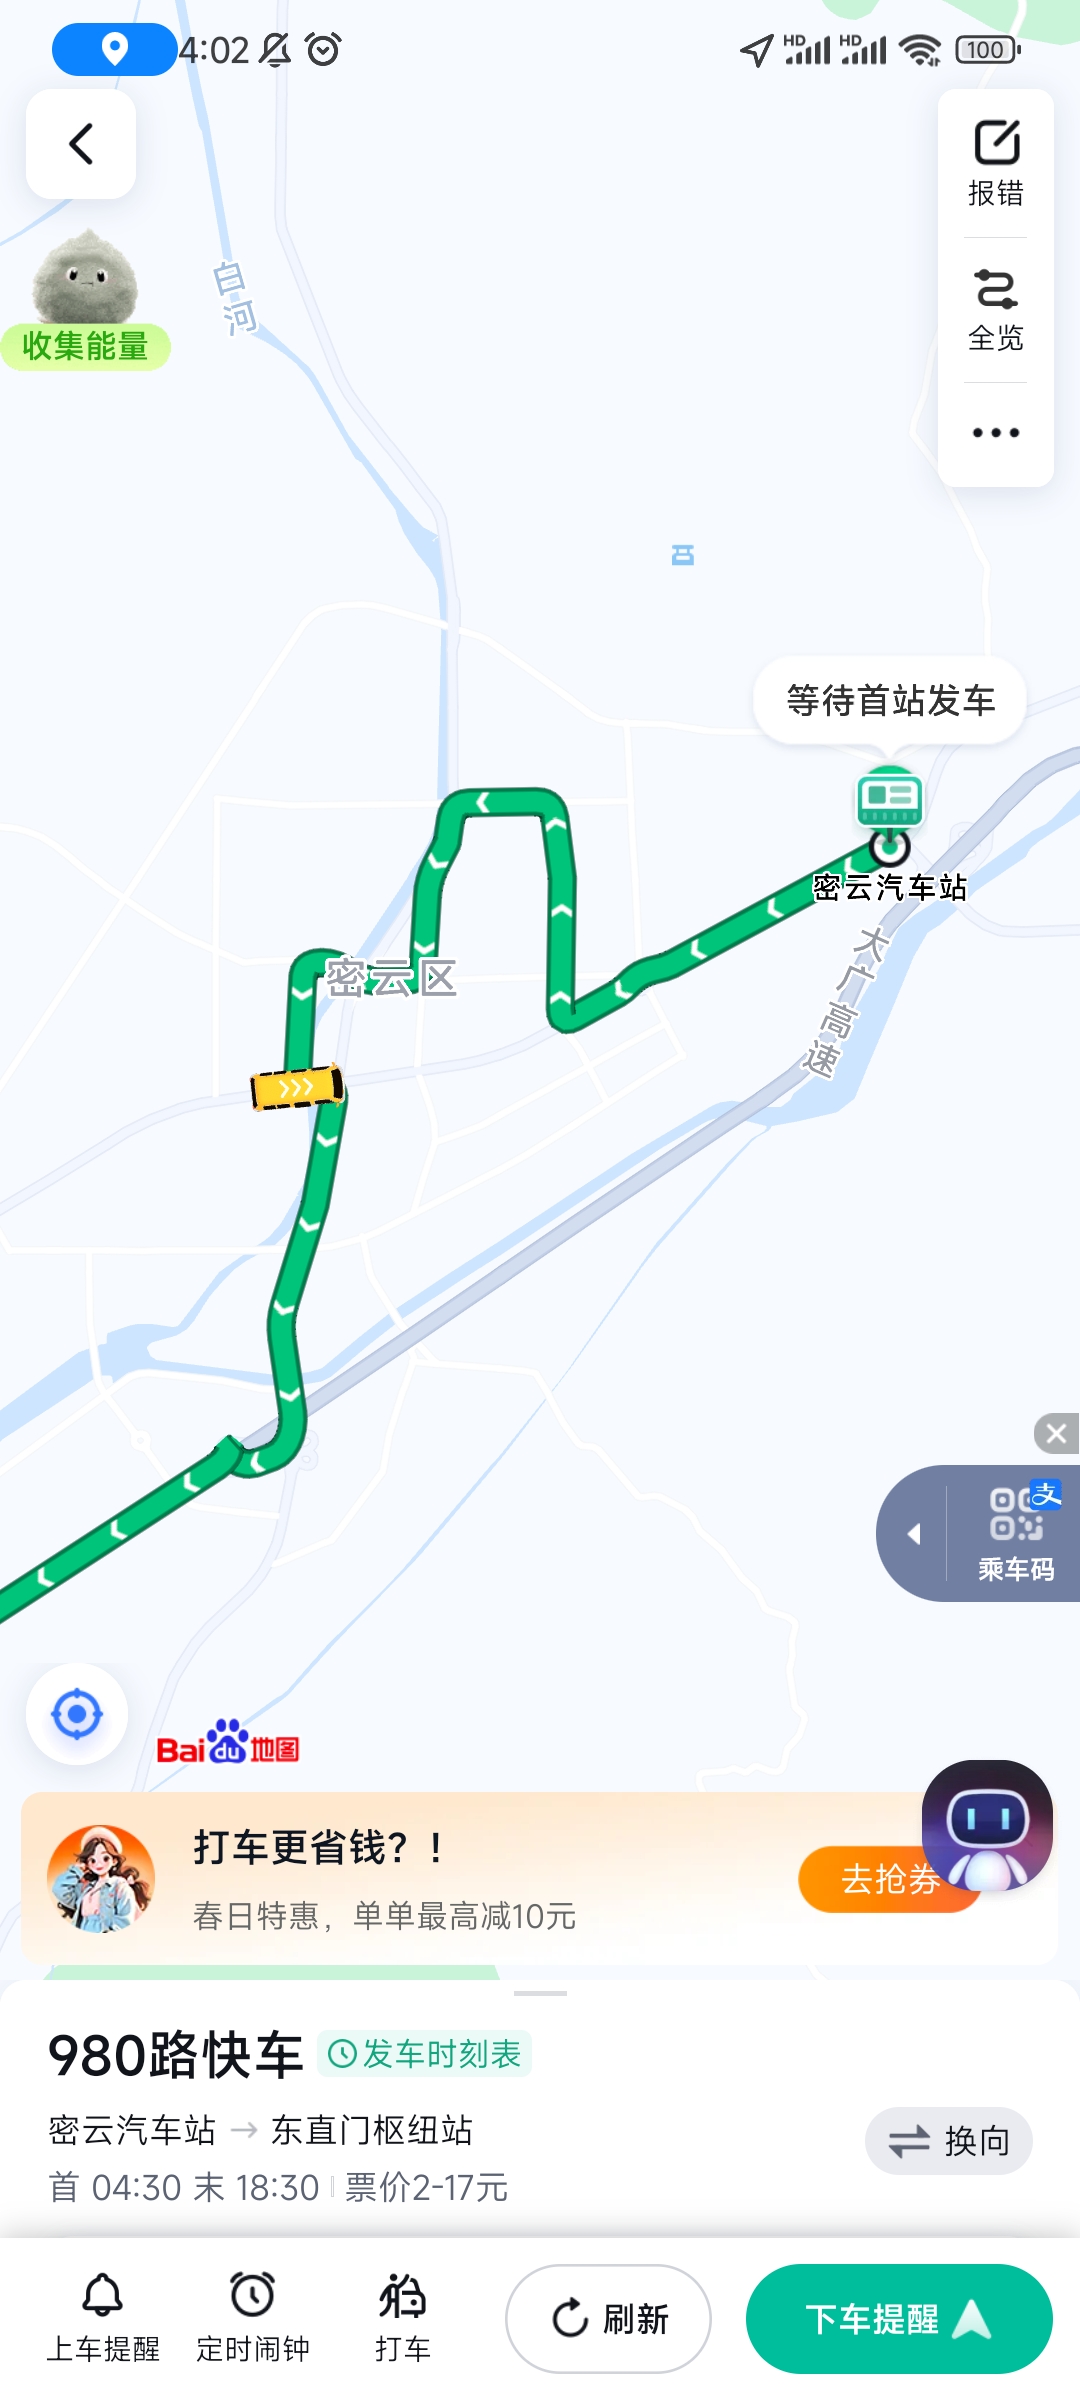 4:02
HD
HD
100
报错
白河
收集能量
全览
等待首站发车
密云汽车站
大广高速
密云区
支
乘车码
Bai du 地图
打车更省钱？！
去抢券
春日特惠，单单最高减10元
980路快车 发车时刻表
密云汽车站 → 东直门枢纽站
换向
首 04:30 末 18:30 票价2-17元
上车提醒
定时闹钟
打车
刷新
下车提醒